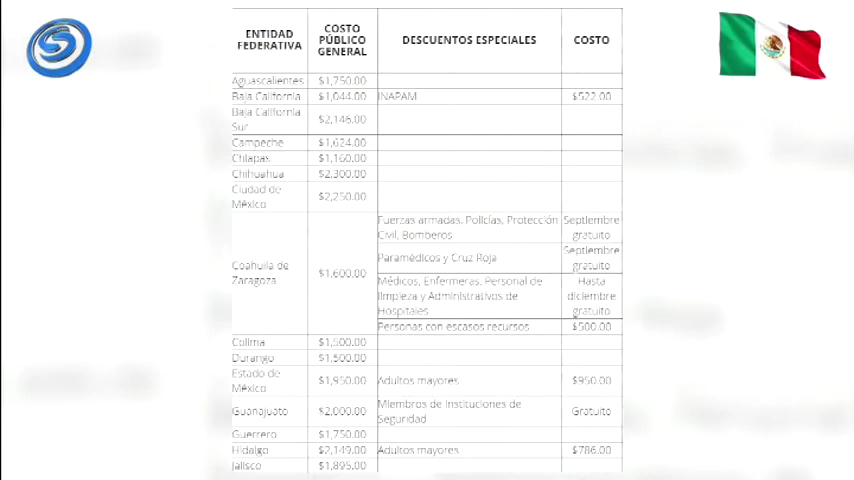 ENTIDAD FEDERATIVA COSTO PÚBLICO GENERAL DESCUENTOS ESPECIALES COSTO
Aguascalientes $1,750.00
Baja California $1,044.00 INAPAM $522.00
Baja California Sur $2,146.00
Campeche $1,624.00
Chiapas $1,160.00
Chihuahua $2,300.00
Ciudad de México $2,250.00
Coahuila de Zaragoza $1,600.00
Fuerzas armadas, Policías, Protección Civil, Bomberos Septiembre gratuito
Paramédicos y Cruz Roja Septiembre gratuito
Médicos, Enfermeras, Personal de limpieza y Administrativos de Hospitales Hasta diciembre gratuito
Personas con escasos recursos $500.00
Colima $1,500.00
Durango $1,500.00
Estado de México $1,950.00 Adultos mayores $950.00
Guanajuato $2,000.00 Miembros de Instituciones de Seguridad Gratuito
Guerrero $1,750.00
Hidalgo $2,149.00 Adultos mayores $786.00
Jalisco $1,895.00